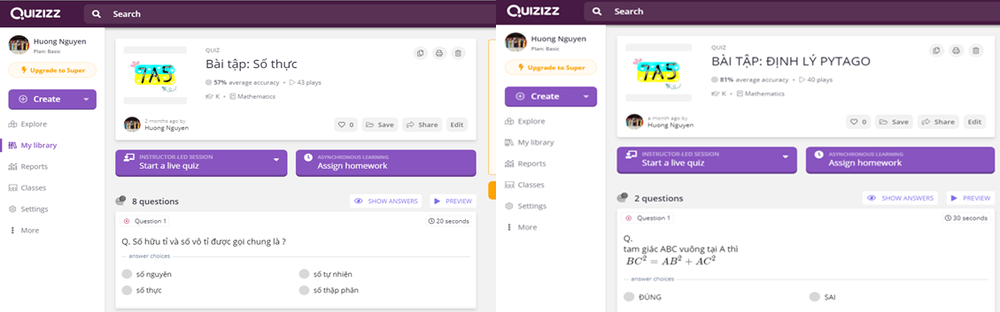 QUIZIZZ
Search
Huong Nguyen
Plan: Basic
Upgrade to Super
Create
Explore
My library
Reports
Classes
Settings
More
7A5
QUIZ
Bài tập: Số thực
57% average accuracy • 43 plays
K • Mathematics
2 months ago by
Huong Nguyen
0
Save
Share
Edit
INSTRUCTOR-LED SESSION
Start a live quiz
ASYNCHRONOUS LEARNING
Assign homework
8 questions
SHOW ANSWERS
PREVIEW
Question 1
20 seconds
Q. Số hữu tỉ và số vô tỉ được gọi chung là ?
answer choices
số nguyên
số tự nhiên
số thực
số thập phân
QUIZIZZ
Search
Huong Nguyen
Plan: Basic
Upgrade to Super
Create
Explore
My library
Reports
Classes
Settings
More
7A5
QUIZ
BÀI TẬP: ĐỊNH LÝ PYTAGO
81% average accuracy • 40 plays
K • Mathematics
a month ago by
Huong Nguyen
0
Save
Share
Edit
INSTRUCTOR-LED SESSION
Start a live quiz
ASYNCHRONOUS LEARNING
Assign homework
2 questions
SHOW ANSWERS
PREVIEW
Question 1
30 seconds
Q.
tam giác ABC vuông tại A thì
BC² = AB² + AC²
answer choices
ĐÚNG
SAI